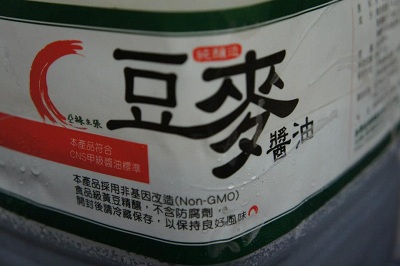 純釀造
豆麥
醬油
本產品符合
CNS甲級醬油標準
本產品採用非基因改造(Non-GMO)
食品級黃豆精釀，不含防腐劑。
開封後請冷藏保存，以保持良好風味